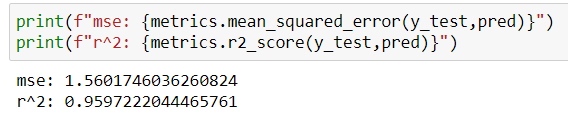 print(f"mse: {metrics.mean_squared_error(y_test,pred)}")
print(f"r^2: {metrics.r2_score(y_test,pred)}")
mse: 1.5601746036260824
r^2: 0.9597222044465761